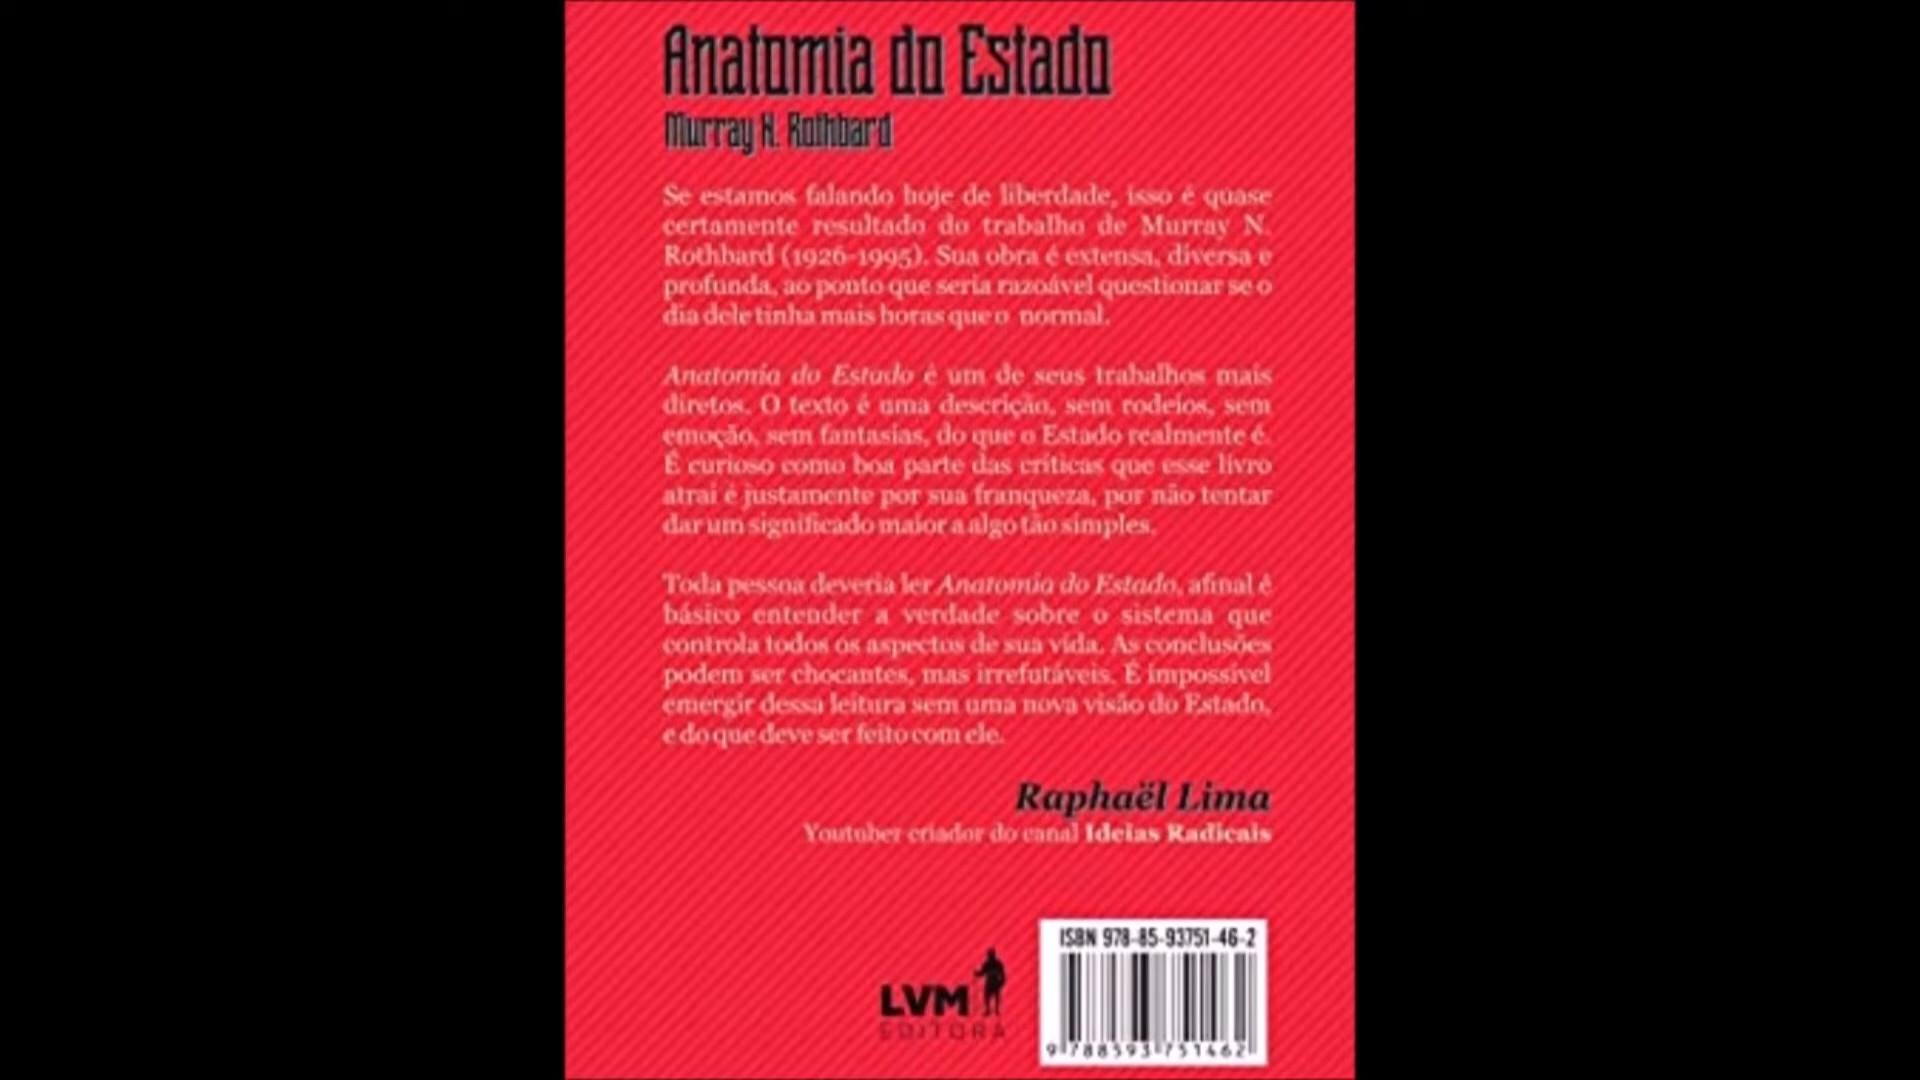 Anatomia do Estado
Murray N. Rothbard
Se estamos falando hoje de liberdade, isso é quase
certamente resultado do trabalho de Murray N.
Rothbard (1926-1995). Sua obra é extensa, diversa e
profunda, ao ponto que seria razoável questionar se o
dia dele tinha mais horas que o normal.
Anatomia do Estado é um de seus trabalhos mais
diretos. O texto é uma descrição, sem rodeios, sem
emoção, sem fantasias, do que o Estado realmente é.
É curioso como boa parte das críticas que esse livro
atrai é justamente por sua franqueza, por não tentar
dar um significado maior a algo tão simples.
Toda pessoa deveria ler Anatomia do Estado, afinal é
básico entender a verdade sobre o sistema que
controla todos os aspectos de sua vida. As conclusões
podem ser chocantes, mas irrefutáveis. É impossível
emergir dessa leitura sem uma nova visão do Estado,
e do que deve ser feito com ele.
Raphaël Lima
Youtuber criador do canal Ideias Radicais
LVM
EDITORA
ISBN 978-85-93751-46-2
9 788593 751462